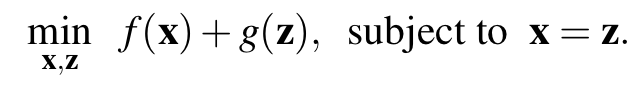 min f(x) + g(z), subject to x = z.
x,z